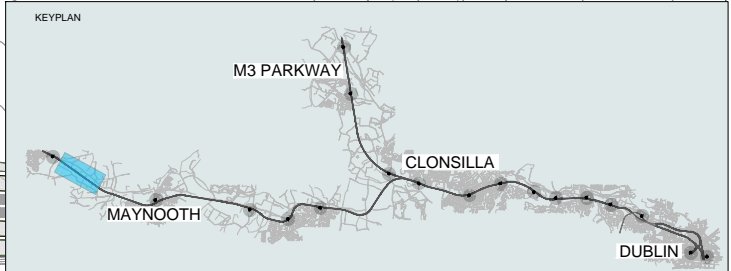 KEYPLAN
M3 PARKWAY
CLONSILLA
MAYNOOTH
DUBLIN